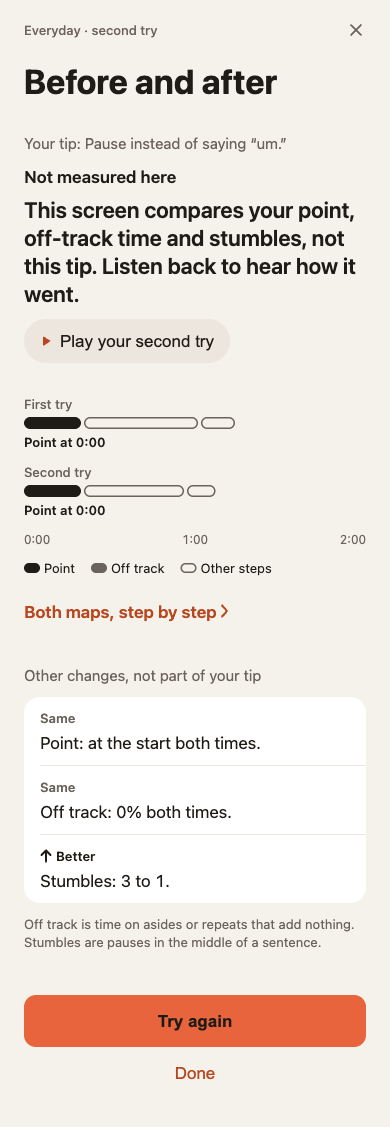 Everyday · second try
Before and after
Your tip: Pause instead of saying “um.”
Not measured here
This screen compares your point,
off-track time and stumbles, not
this tip. Listen back to hear how it
went.
Play your second try
First try
Point at 0:00
Second try
Point at 0:00
0:00 1:00 2:00
Point Off track Other steps
Both maps, step by step
Other changes, not part of your tip
Same
Point: at the start both times.
Same
Off track: 0% both times.
Better
Stumbles: 3 to 1.
Off track is time on asides or repeats that add nothing.
Stumbles are pauses in the middle of a sentence.
Try again
Done